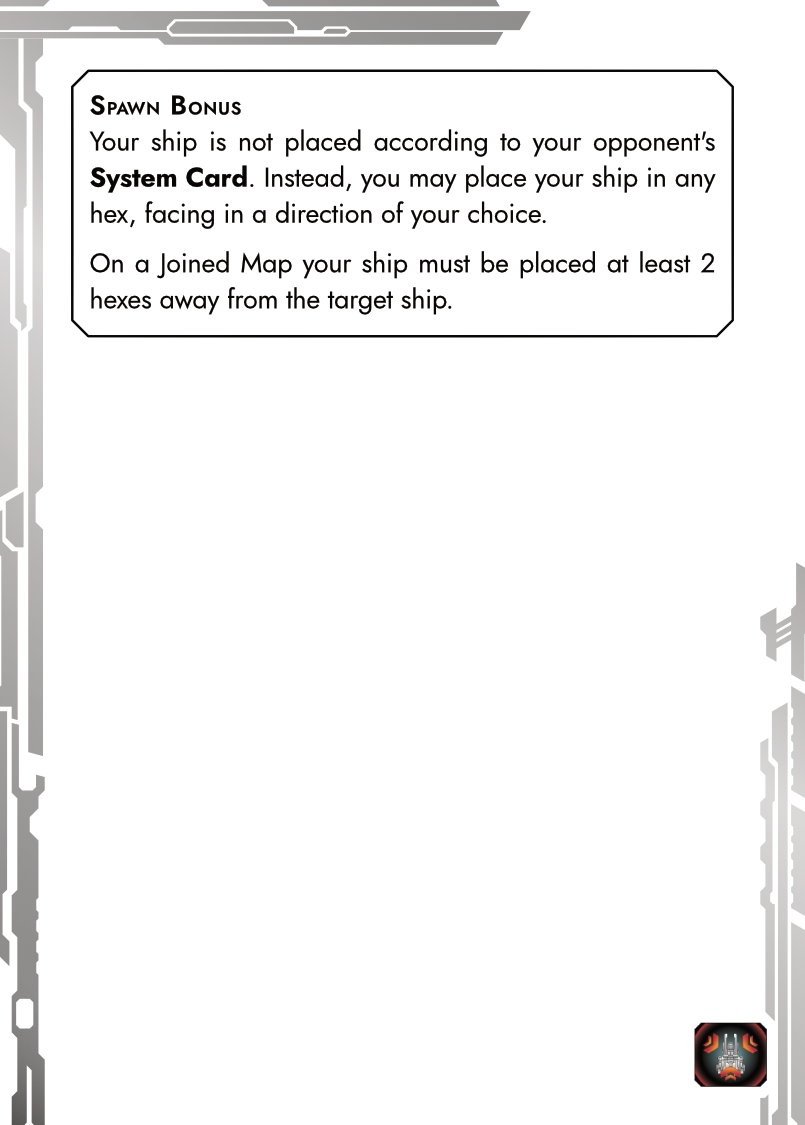 Spawn Bonus
Your ship is not placed according to your opponent's
System Card. Instead, you may place your ship in any
hex, facing in a direction of your choice.
On a Joined Map your ship must be placed at least 2
hexes away from the target ship.